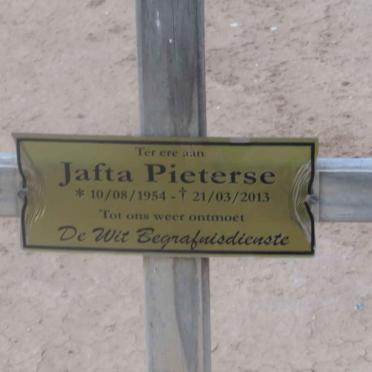 Ter ere aan
Jafta Pieterse
* 10/08/1954 - † 21/03/2013
Tot ons weer ontmoet
De Wit Begrafnisdienste